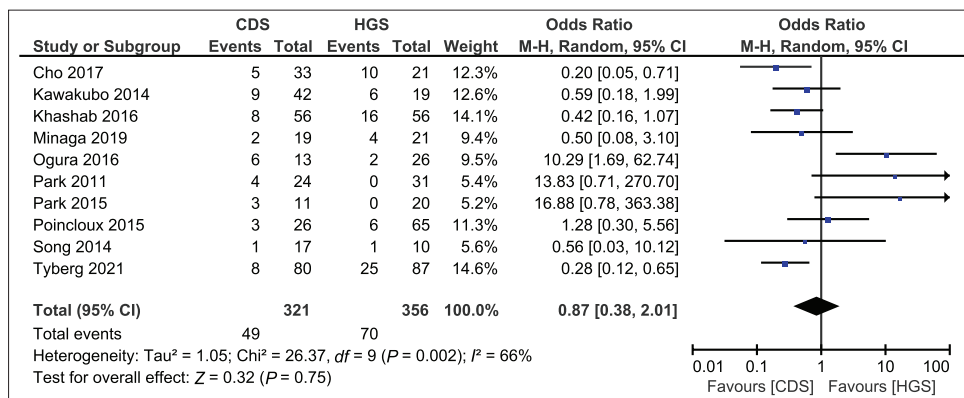 CDS HGS Odds Ratio Odds Ratio
Study or Subgroup Events Total Events Total Weight M-H, Random, 95% CI M-H, Random, 95% CI
Cho 2017 5 33 10 21 12.3% 0.20 [0.05, 0.71]
Kawakubo 2014 9 42 6 19 12.6% 0.59 [0.18, 1.99]
Khashab 2016 8 56 16 56 14.1% 0.42 [0.16, 1.07]
Minaga 2019 2 19 4 21 9.4% 0.50 [0.08, 3.10]
Ogura 2016 6 13 2 26 9.5% 10.29 [1.69, 62.74]
Park 2011 4 24 0 31 5.4% 13.83 [0.71, 270.70]
Park 2015 3 11 0 20 5.2% 16.88 [0.78, 363.38]
Poincloux 2015 3 26 6 65 11.3% 1.28 [0.30, 5.56]
Song 2014 1 17 1 10 5.6% 0.56 [0.03, 10.12]
Tyberg 2021 8 80 25 87 14.6% 0.28 [0.12, 0.65]
Total (95% CI) 321 356 100.0% 0.87 [0.38, 2.01]
Total events 49 70
Heterogeneity: Tau² = 1.05; Chi² = 26.37, df = 9 (P = 0.002); I² = 66%
Test for overall effect: Z = 0.32 (P = 0.75)
0.01 0.1 1 10 100
Favours [CDS] Favours [HGS]